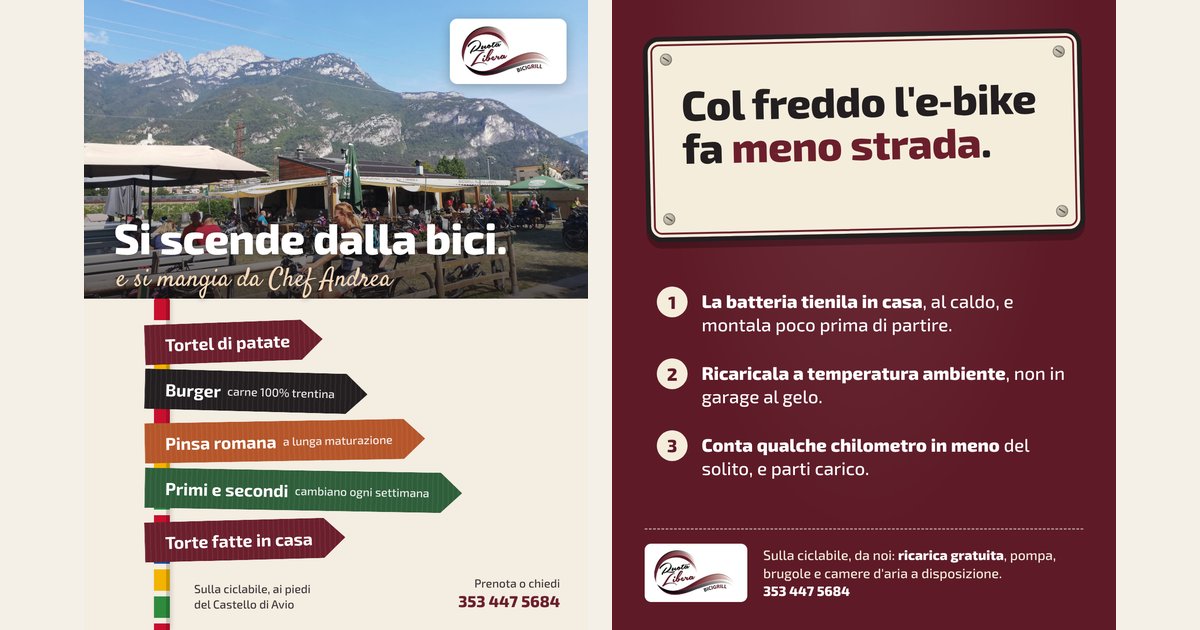 Ruota
Libera
BICIGRILL
Si scende dalla bici.
e si mangia da Chef Andrea
Tortel di patate
Burger carne 100% trentina
Pinsa romana a lunga maturazione
Primi e secondi cambiano ogni settimana
Torte fatte in casa
Sulla ciclabile, ai piedi
del Castello di Avio
Prenota o chiedi
353 447 5684
Col freddo l'e-bike
fa meno strada.
1 La batteria tienila in casa, al caldo, e
montala poco prima di partire.
2 Ricaricala a temperatura ambiente, non in
garage al gelo.
3 Conta qualche chilometro in meno del
solito, e parti carico.
Ruota
Libera
BICIGRILL
Sulla ciclabile, da noi: ricarica gratuita, pompa,
brugole e camere d'aria a disposizione.
353 447 5684